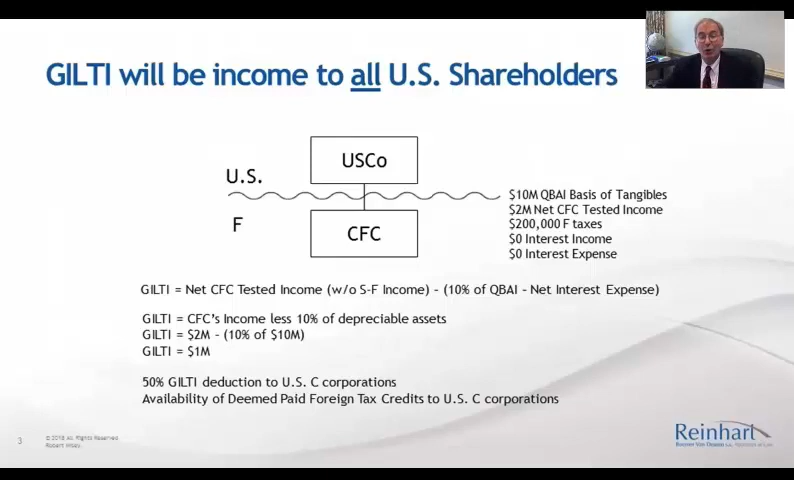 GILTI will be income to all U.S. Shareholders
USCo
U.S.
F
CFC
$10M QBAI Basis of Tangibles
$2M Net CFC Tested Income
$200,000 F taxes
$0 Interest Income
$0 Interest Expense
GILTI = Net CFC Tested Income (w/o S-F Income) – (10% of QBAI – Net Interest Expense)
GILTI = CFC's Income less 10% of depreciable assets
GILTI = $2M – (10% of $10M)
GILTI = $1M
50% GILTI deduction to U.S. C corporations
Availability of Deemed Paid Foreign Tax Credits to U.S. C corporations
3
© 2018 All Rights Reserved
Robert
Reinhart